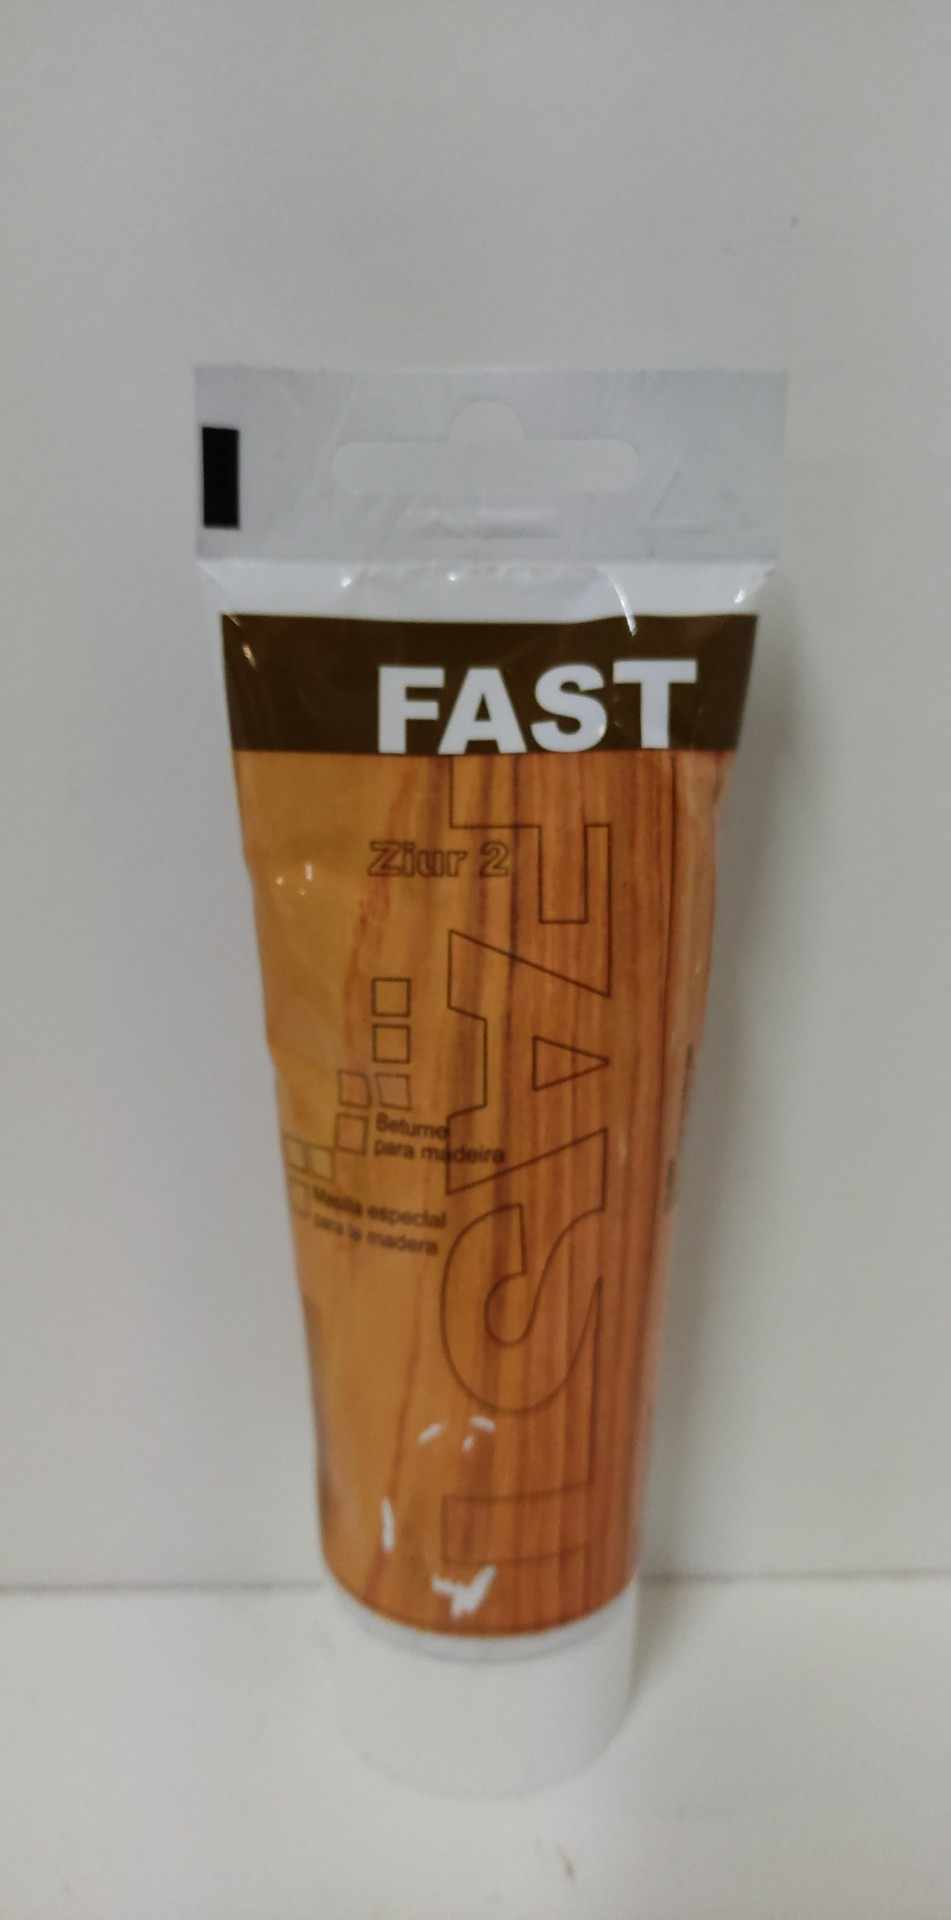 FAST
Ziur 2
FAST
Betume
para madeira
Masilla especial
para la madera